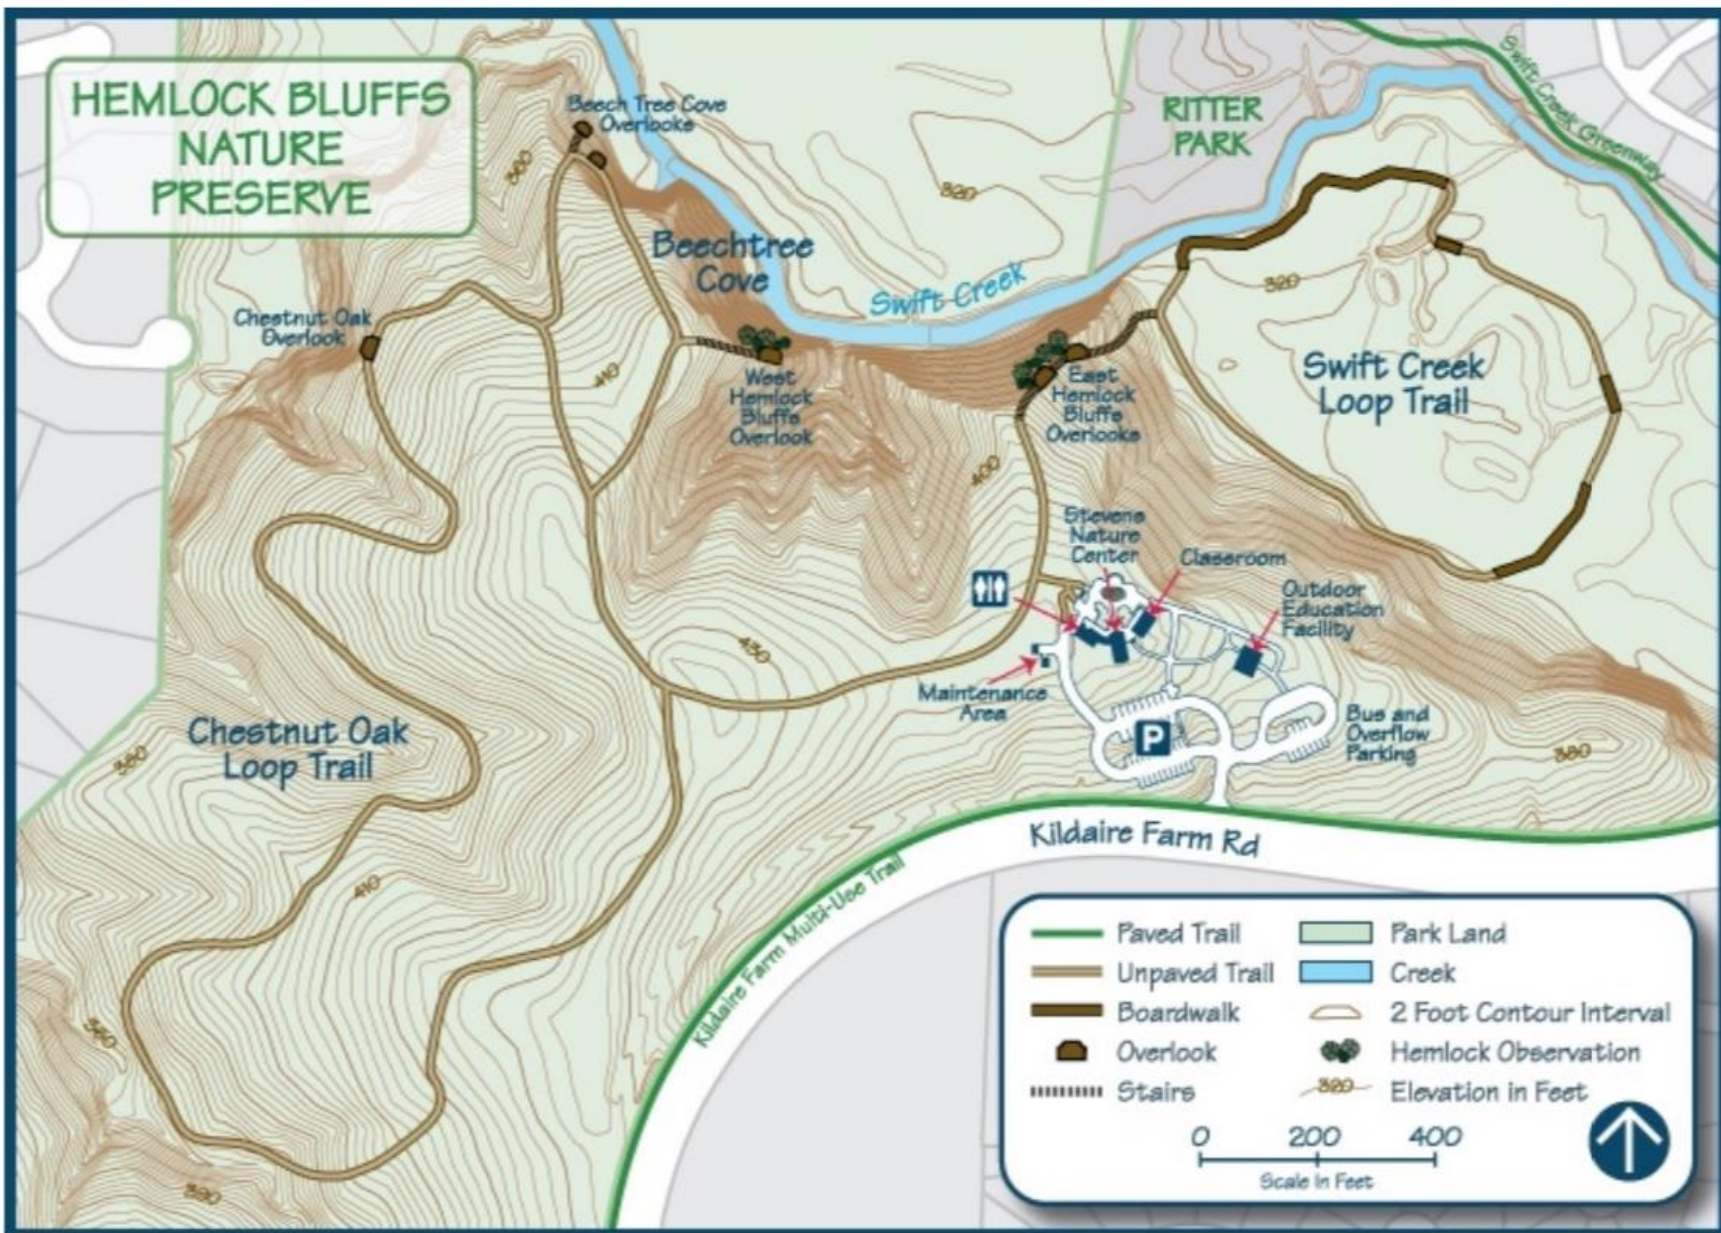 HEMLOCK BLUFFS
NATURE
PRESERVE
Beech Tree Cove
Overlooks
300
320
RITTER
PARK
Swift Creek Greenway
Beechtree
Cove
Swift Creek
320
Chestnut Oak
Overlook
410
West
Hemlock
Bluffs
Overlook
East
Hemlock
Bluffs
Overlooks
Swift Creek
Loop Trail
400
Stevens
Nature
Center
Classroom
Outdoor
Education
Facility
430
Maintenance
Area
Chestnut Oak
Loop Trail
380
P
Bus and
Overflow
Parking
380
Kildaire Farm Rd
Kildaire Farm Multi-Use Trail
410
390
Paved Trail
Unpaved Trail
Boardwalk
Overlook
Stairs
Park Land
Creek
2 Foot Contour Interval
Hemlock Observation
320
Elevation in Feet
0 200 400
Scale In Feet